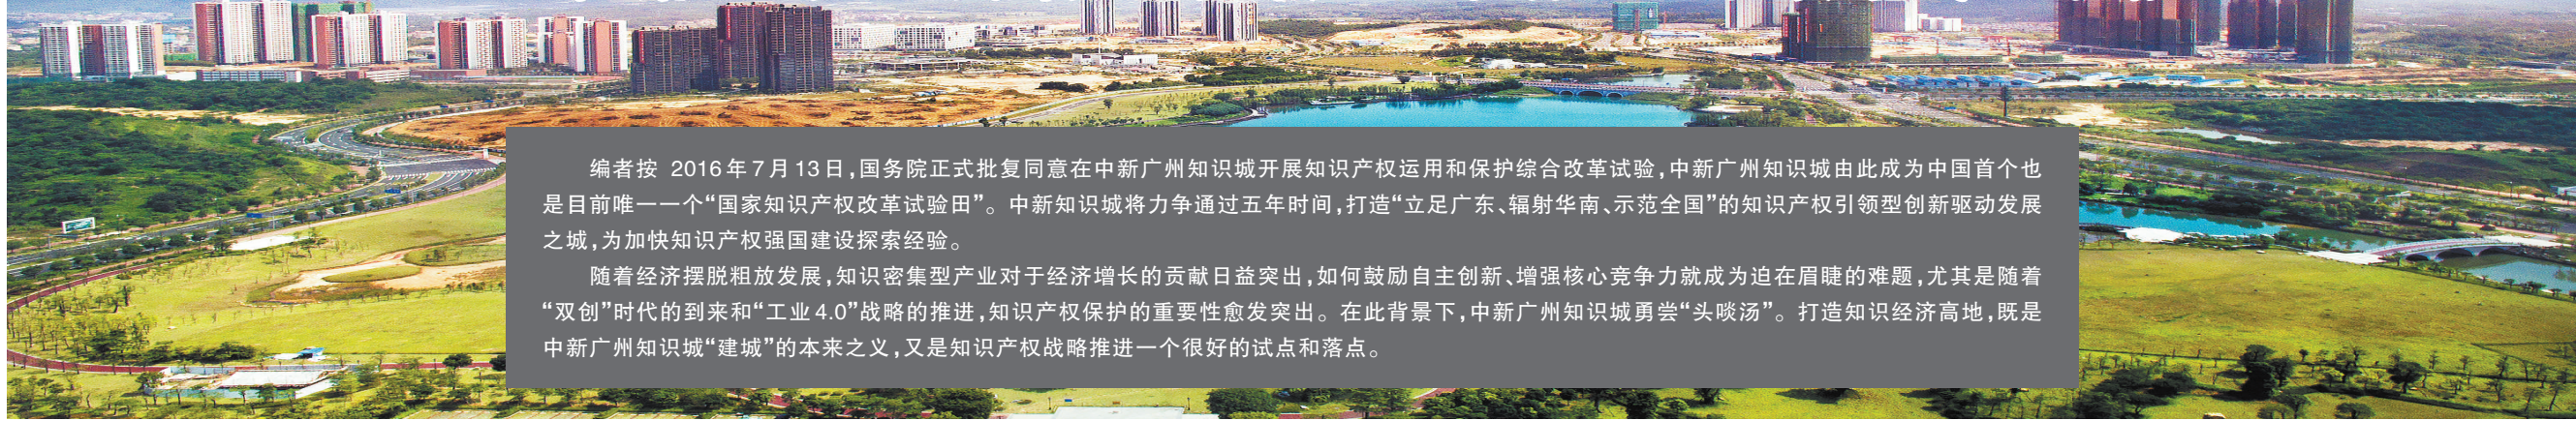 编者按 2016年7月13日,国务院正式批复同意在中新广州知识城开展知识产权运用和保护综合改革试验,中新广州知识城由此成为中国首个也
是目前唯一一个“国家知识产权改革试验田”。中新知识城将力争通过五年时间,打造“立足广东、辐射华南、示范全国”的知识产权引领型创新驱动发展
之城,为加快知识产权强国建设探索经验。
随着经济摆脱粗放发展,知识密集型产业对于经济增长的贡献日益突出,如何鼓励自主创新、增强核心竞争力就成为迫在眉睫的难题,尤其是随着
“双创”时代的到来和“工业4.0”战略的推进,知识产权保护的重要性愈发突出。在此背景下,中新广州知识城勇尝“头啖汤”。打造知识经济高地,既是
中新广州知识城“建城”的本来之义,又是知识产权战略推进一个很好的试点和落点。